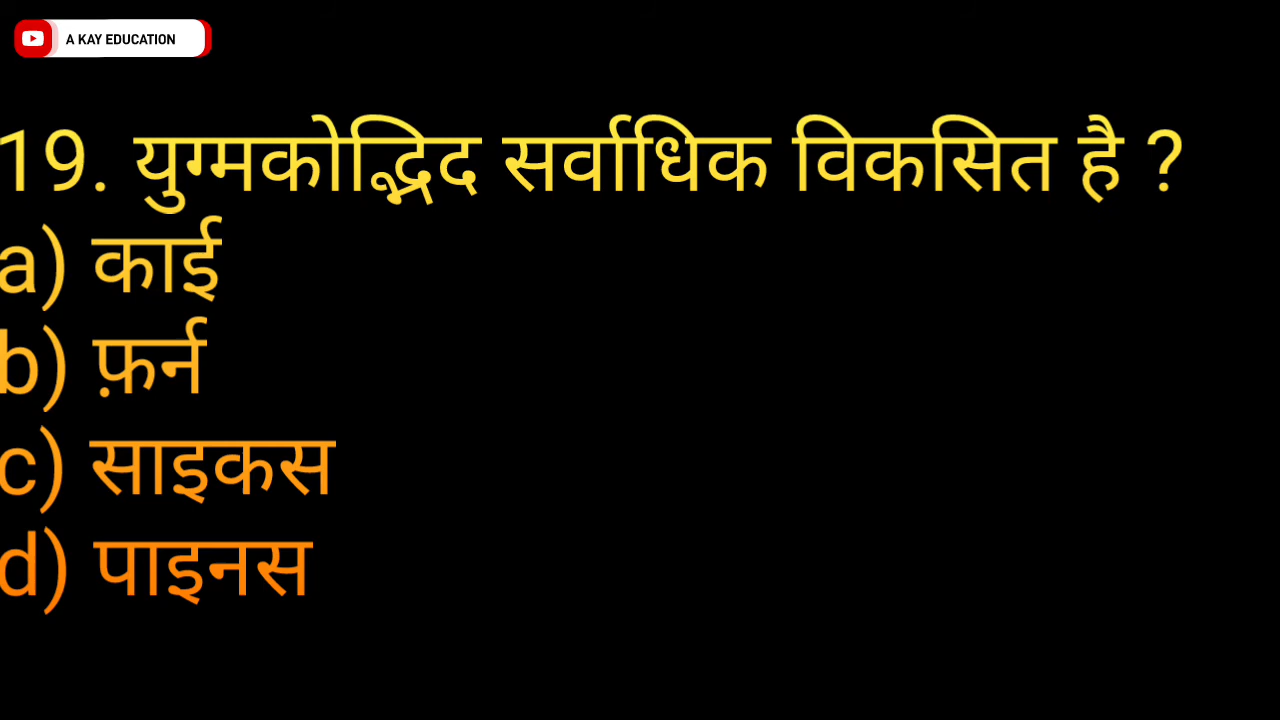 A KAY EDUCATION
19. युग्मकोद्भिद सर्वाधिक विकसित है ?
a) काई
b) फ़र्न
c) साइकस
d) पाइनस